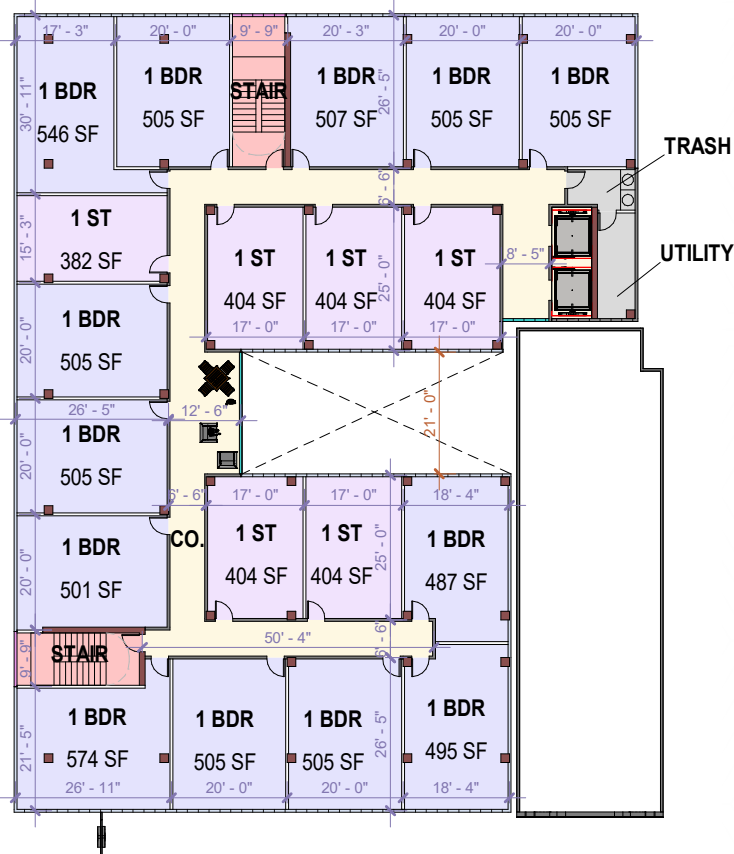 17' - 3"
20' - 0"
9' - 9"
20' - 3"
20' - 0"
20' - 0"
30' - 11"
1 BDR
546 SF
1 BDR
505 SF
STAIR
1 BDR
507 SF
26' - 5"
1 BDR
505 SF
1 BDR
505 SF
TRASH
6' - 6"
15' - 3"
1 ST
382 SF
1 ST
404 SF
1 ST
404 SF
25' - 0"
1 ST
404 SF
8' - 5"
UTILITY
17' - 0"
17' - 0"
17' - 0"
20' - 0"
1 BDR
505 SF
26' - 5"
12' - 6"
21' - 0"
20' - 0"
1 BDR
505 SF
6' - 6"
17' - 0"
17' - 0"
18' - 4"
CO.
20' - 0"
1 BDR
501 SF
1 ST
404 SF
1 ST
404 SF
25' - 0"
1 BDR
487 SF
9' - 9"
STAIR
50' - 4"
6' - 6"
21' - 5"
1 BDR
574 SF
1 BDR
505 SF
1 BDR
505 SF
26' - 5"
1 BDR
495 SF
26' - 11"
20' - 0"
20' - 0"
18' - 4"